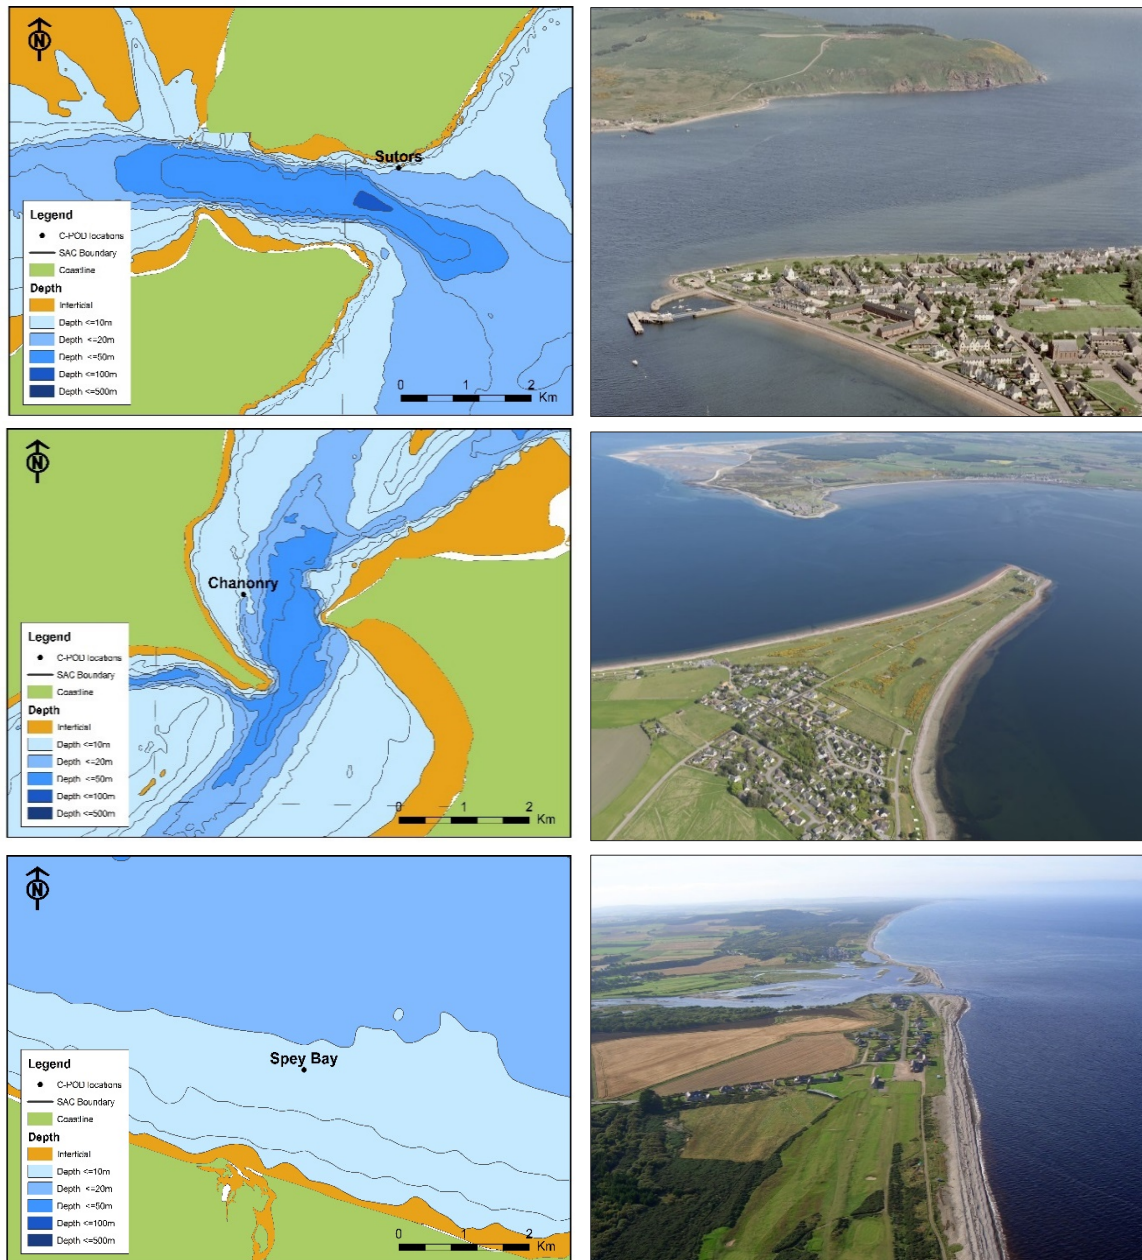 N
Sutors
Legend
C-POD locations
SAC Boundary
Coastline
Depth
Intertidal
Depth <=10m
Depth <=20m
Depth <=50m
Depth <=100m
Depth <=500m
0 1 2
Km
N
Chanonry
Legend
C-POD locations
SAC Boundary
Coastline
Depth
Intertidal
Depth <=10m
Depth <=20m
Depth <=50m
Depth <=100m
Depth <=500m
0 1 2
Km
N
Spey Bay
Legend
C-POD locations
SAC Boundary
Coastline
Depth
Intertidal
Depth <=10m
Depth <=20m
Depth <=50m
Depth <=100m
Depth <=500m
0 1 2
Km